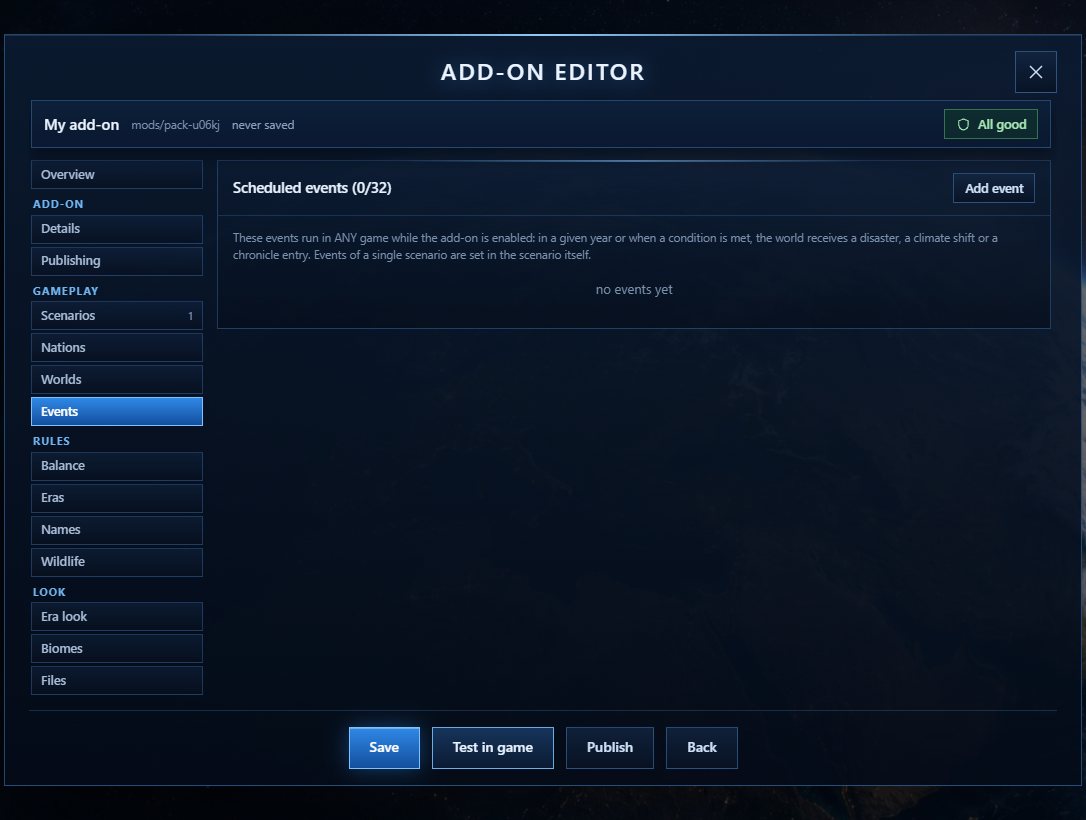 ADD-ON EDITOR
My add-on mods/pack-u06kj never saved
All good
Overview
ADD-ON
Details
Publishing
GAMEPLAY
Scenarios 1
Nations
Worlds
Events
RULES
Balance
Eras
Names
Wildlife
LOOK
Era look
Biomes
Files
Scheduled events (0/32)
Add event
These events run in ANY game while the add-on is enabled: in a given year or when a condition is met, the world receives a disaster, a climate shift or a
chronicle entry. Events of a single scenario are set in the scenario itself.
no events yet
Save
Test in game
Publish
Back